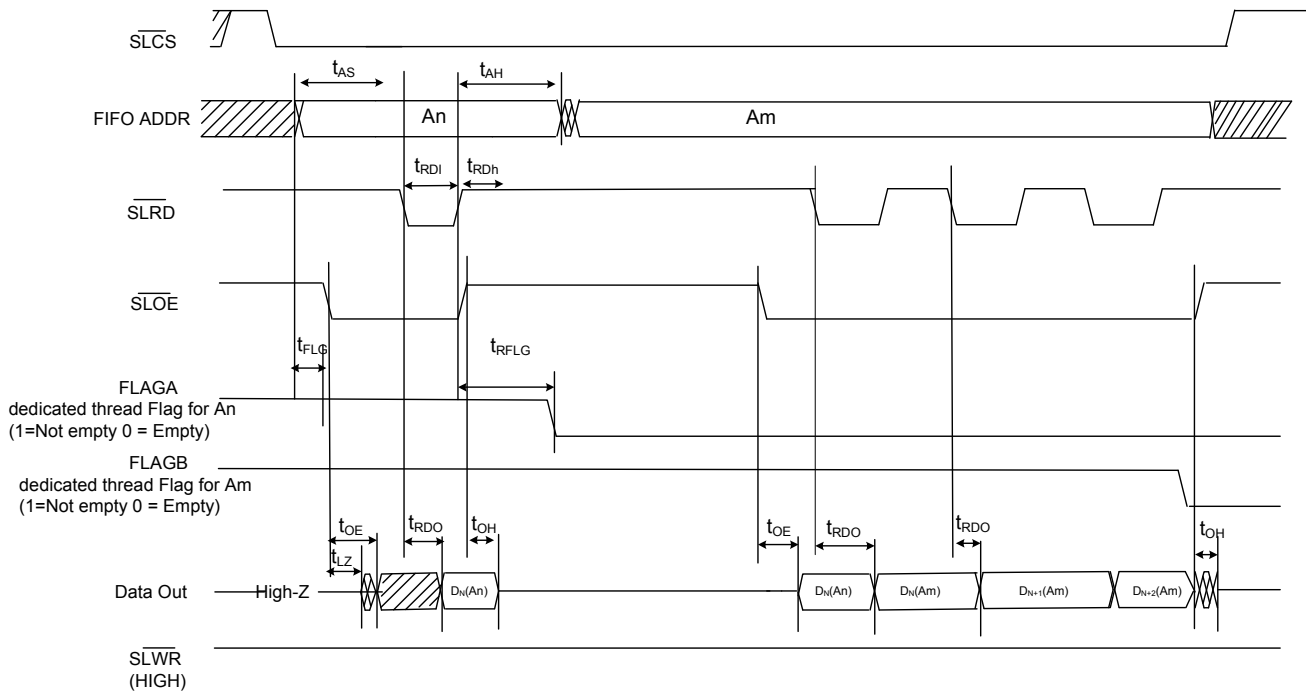 SLCS
tAS
tAH
FIFO ADDR
An
Am
tRDl
tRDh
SLRD
SLOE
tFLG
tRFLG
FLAGA
dedicated thread Flag for An
(1=Not empty 0 = Empty)
FLAGB
dedicated thread Flag for Am
(1=Not empty 0 = Empty)
tOE
tRDO
tOH
tOE
tRDO
tRDO
tOH
tLZ
Data Out
High-Z
DN(An)
DN(An)
DN(Am)
DN+1(Am)
DN+2(Am)
SLWR
(HIGH)